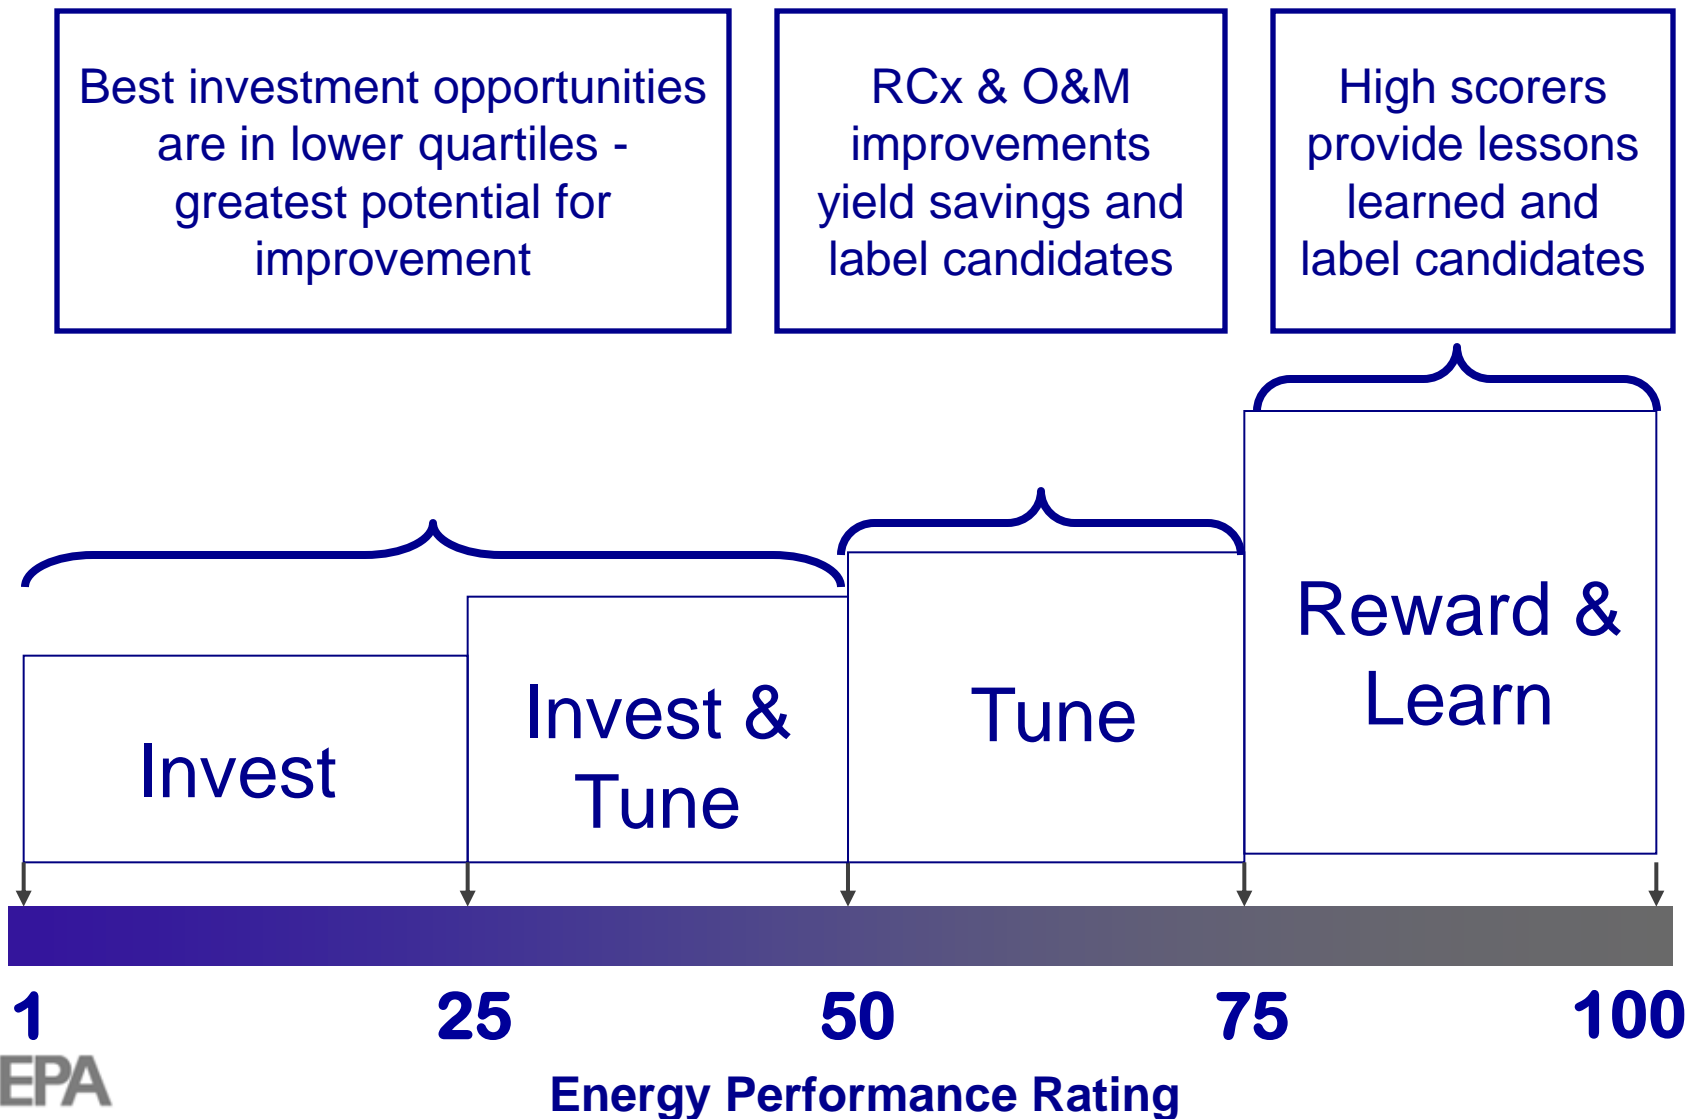 Best investment opportunities
are in lower quartiles -
greatest potential for
improvement
RCx & O&M
improvements
yield savings and
label candidates
High scorers
provide lessons
learned and
label candidates
Invest
Invest &
Tune
Tune
Reward &
Learn
1 25 50 75 100
EPA
Energy Performance Rating